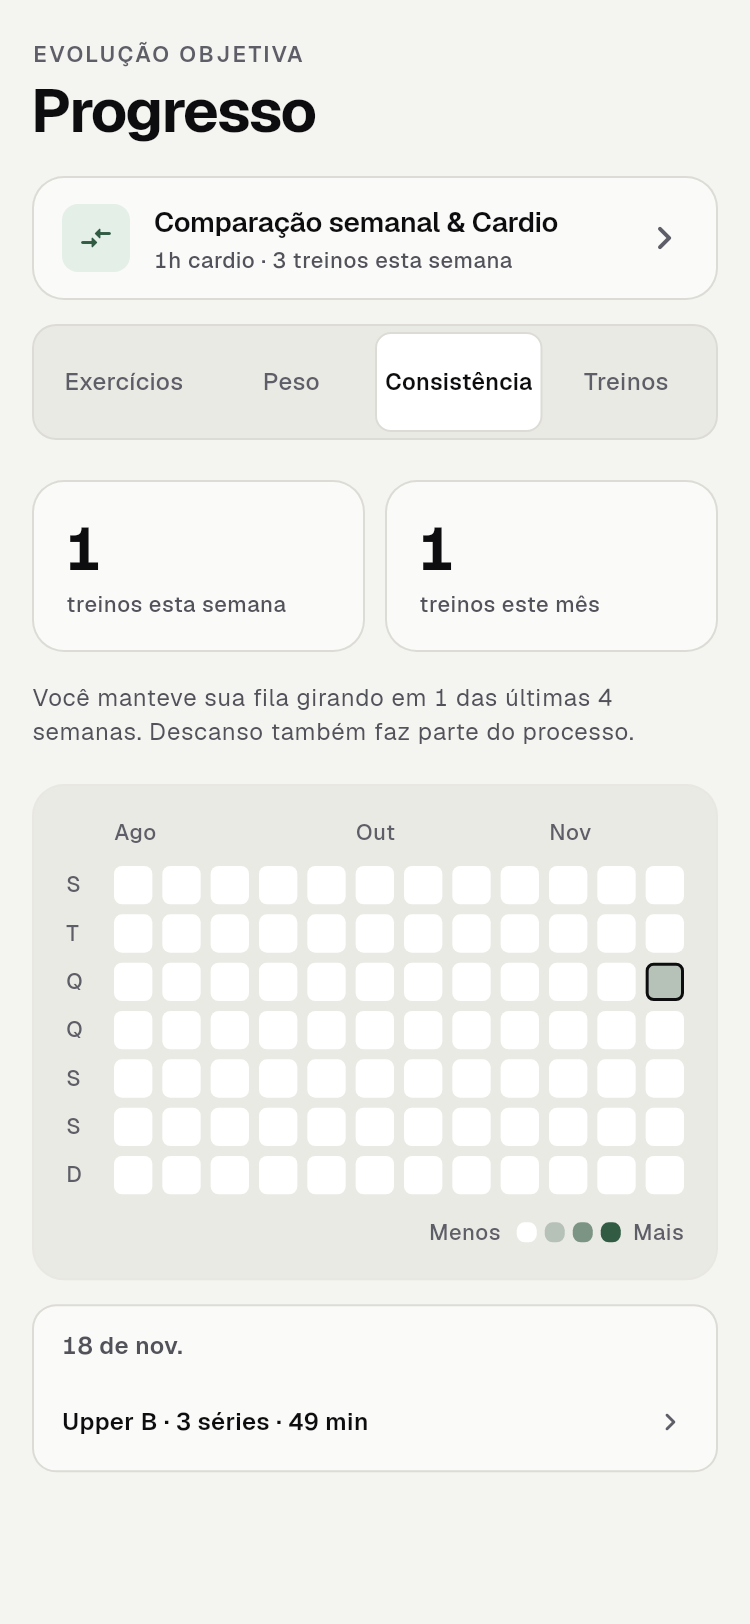 EVOLUÇÃO OBJETIVA
Progresso
Comparação semanal & Cardio
1h cardio · 3 treinos esta semana
Exercícios Peso Consistência Treinos
1 1
treinos esta semana treinos este mês
Você manteve sua fila girando em 1 das últimas 4
semanas. Descanso também faz parte do processo.
Ago Out Nov
S
T
Q
Q
S
S
D
Menos Mais
18 de nov.
Upper B · 3 séries · 49 min